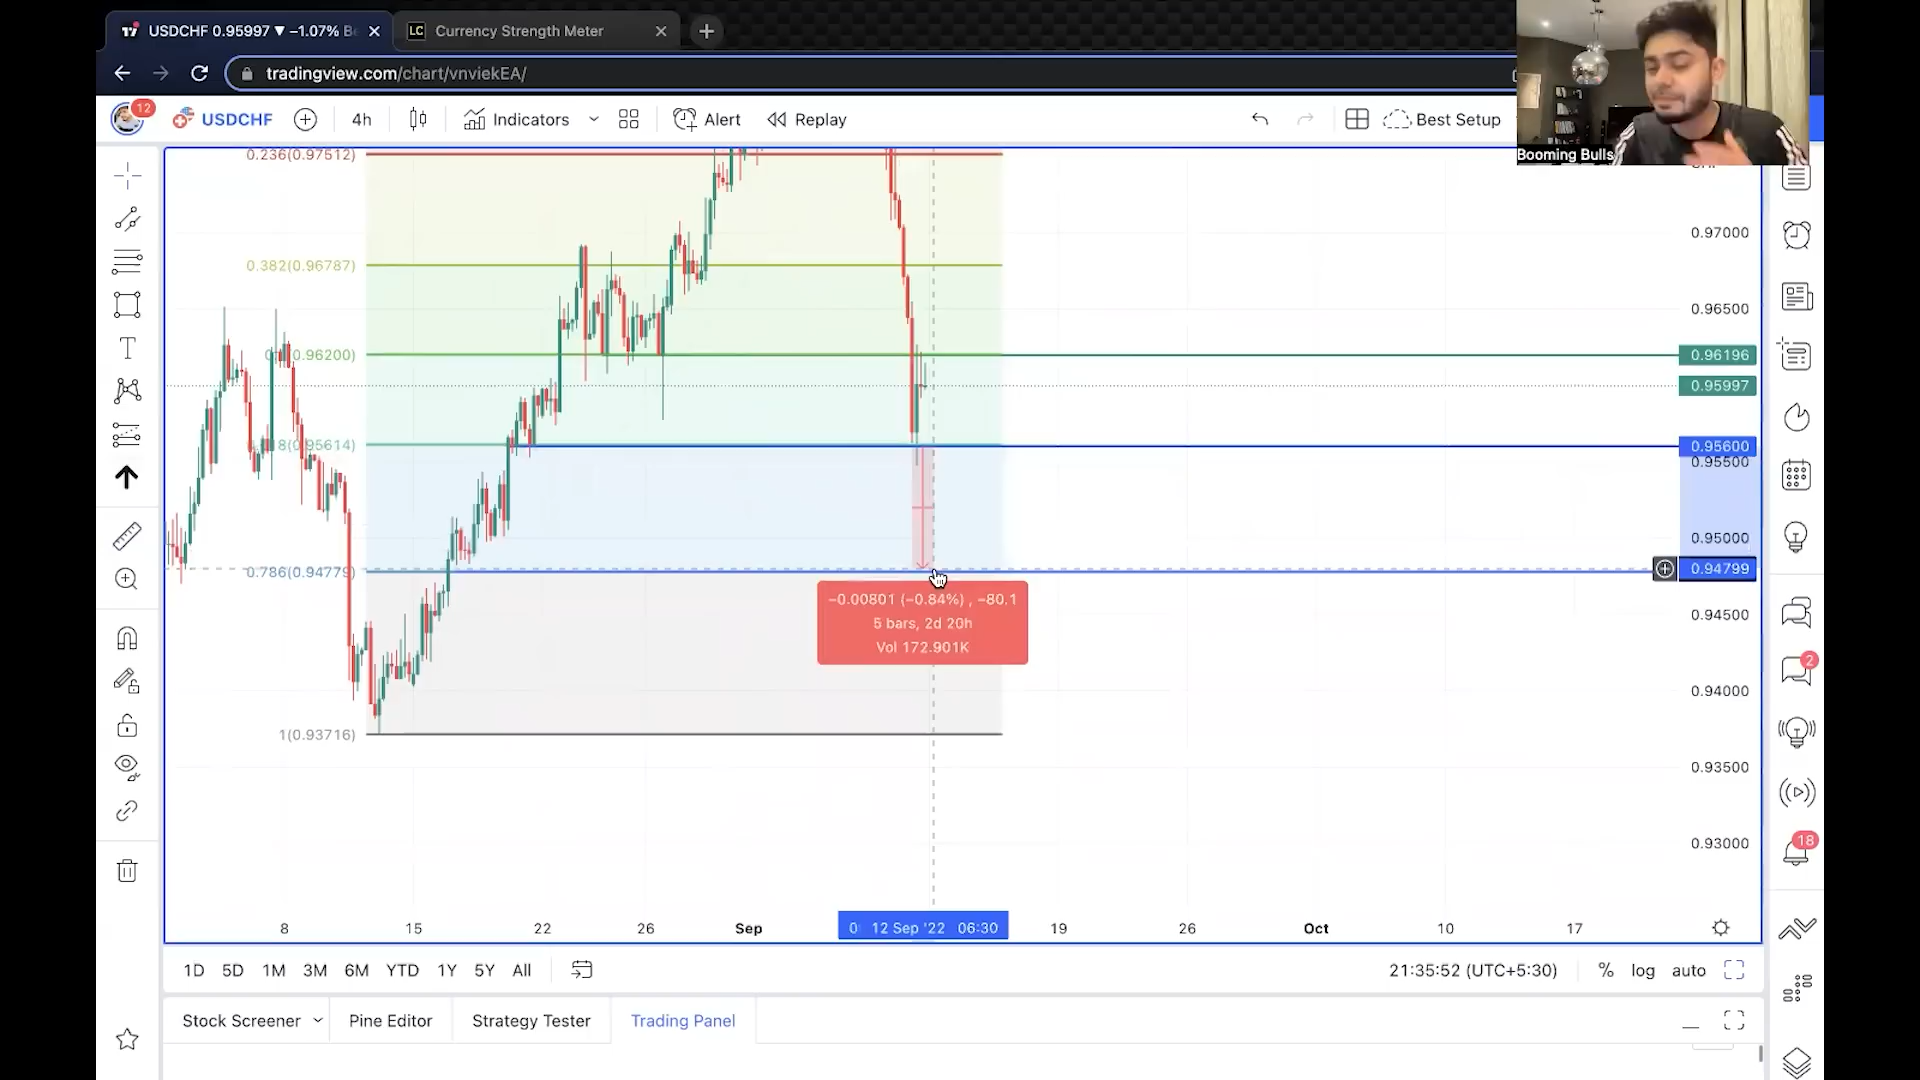 USDCHF 0.95997 ▼ −1.07% Be
LC Currency Strength Meter
tradingview.com/chart/vnviekEA/
12
USDCHF
4h
Indicators
Alert
Replay
Best Setup
Booming Bulls
0.236(0.97512)
0.382(0.96787)
0.96200)
0.95614)
0.786(0.94779)
1(0.93716)
0.97000
0.96500
0.96196
0.95997
0.95600
0.95500
0.95000
0.94799
0.94500
0.94000
0.93500
0.93000
−0.00801 (−0.84%) , −80.1
5 bars, 2d 20h
Vol 172.901K
2
18
8 15 22 26 Sep 12 Sep '22 06:30 19 26 Oct 10 17
1D 5D 1M 3M 6M YTD 1Y 5Y All
21:35:52 (UTC+5:30) % log auto
Stock Screener Pine Editor Strategy Tester Trading Panel